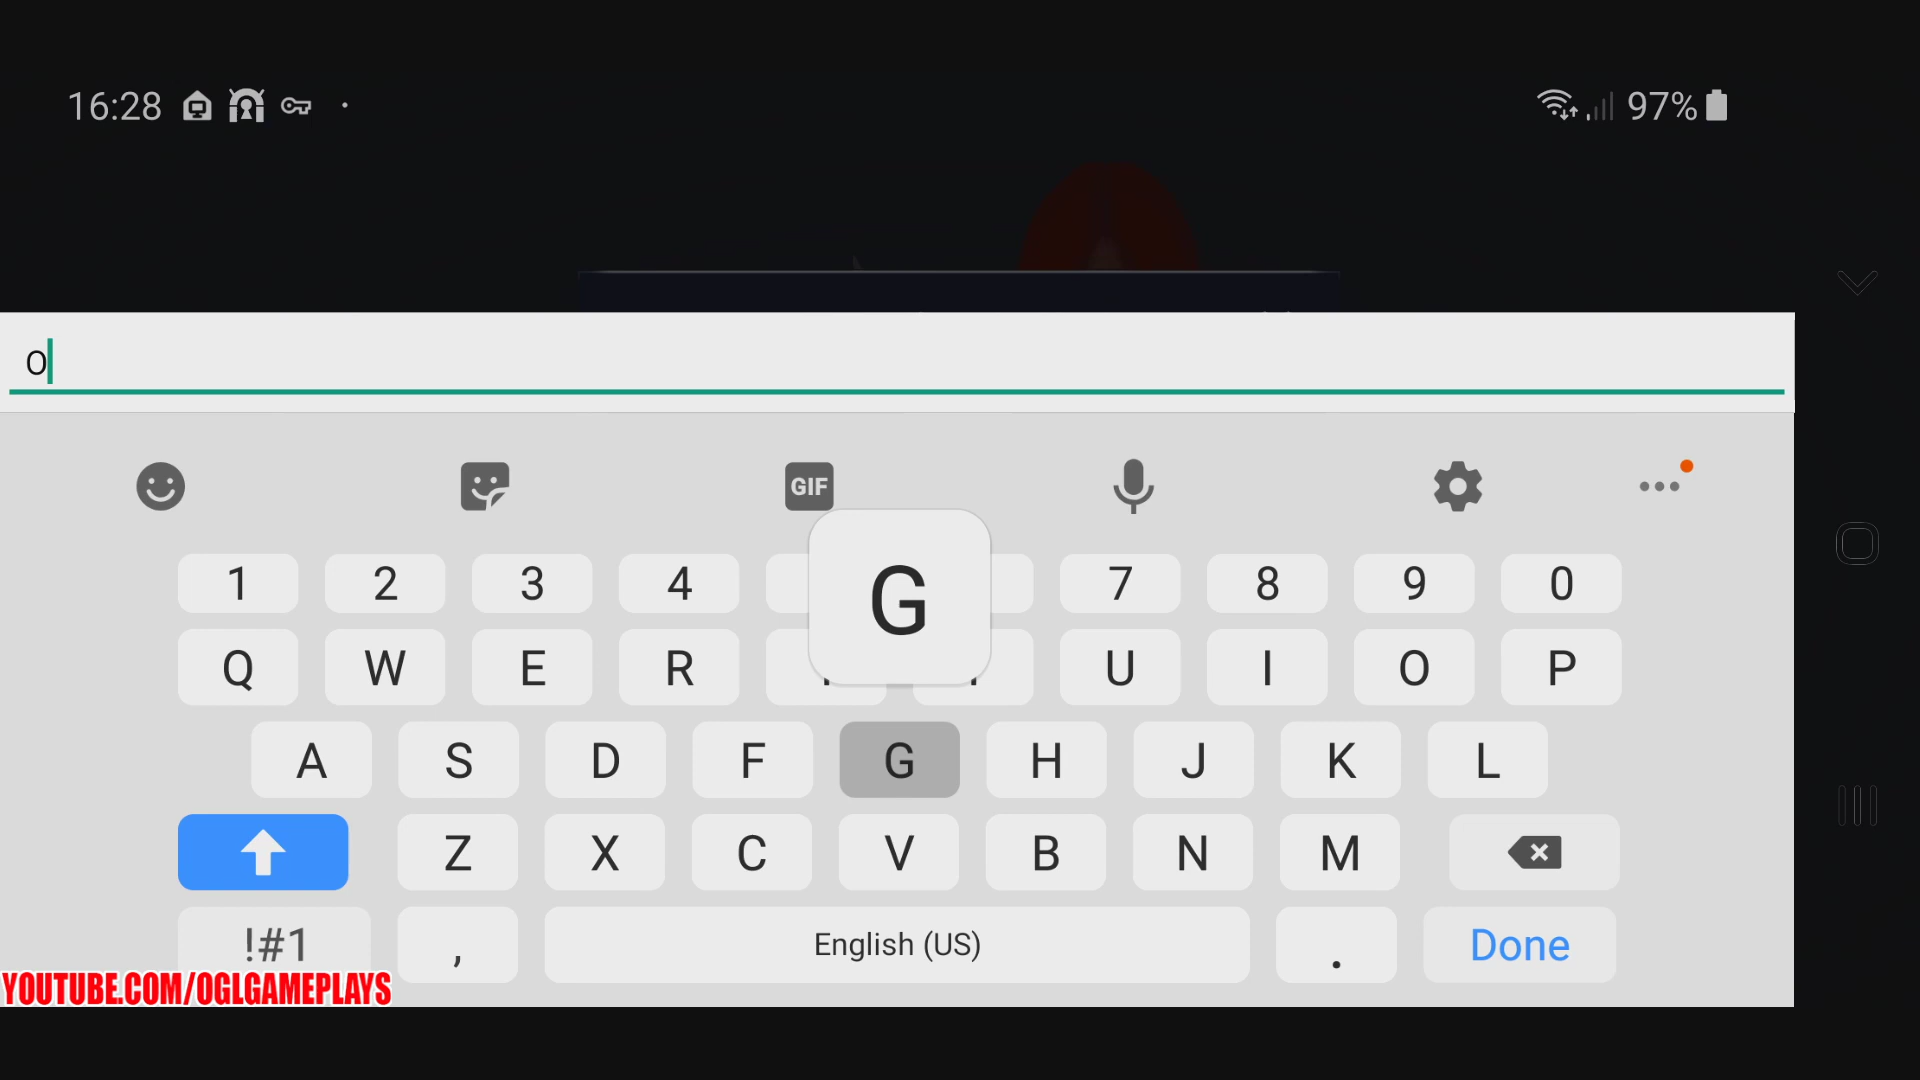 16:28 97%
o
GIF
1 2 3 4 7 8 9 0
G
Q W E R U I O P
A S D F G H J K L
Z X C V B N M
!#1 , English (US) . Done
YOUTUBE.COM/OGLGAMEPLAYS